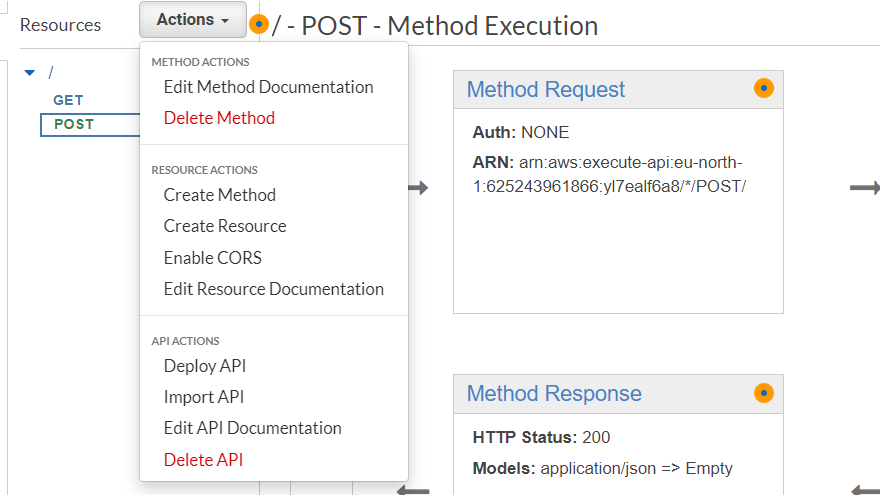 Resources
Actions
/ - POST - Method Execution
/
GET
POST
METHOD ACTIONS
Edit Method Documentation
Delete Method
RESOURCE ACTIONS
Create Method
Create Resource
Enable CORS
Edit Resource Documentation
API ACTIONS
Deploy API
Import API
Edit API Documentation
Delete API
Method Request
Auth: NONE
ARN: arn:aws:execute-api:eu-north-
1:625243961866:yl7ealf6a8/*/POST/
Method Response
HTTP Status: 200
Models: application/json => Empty